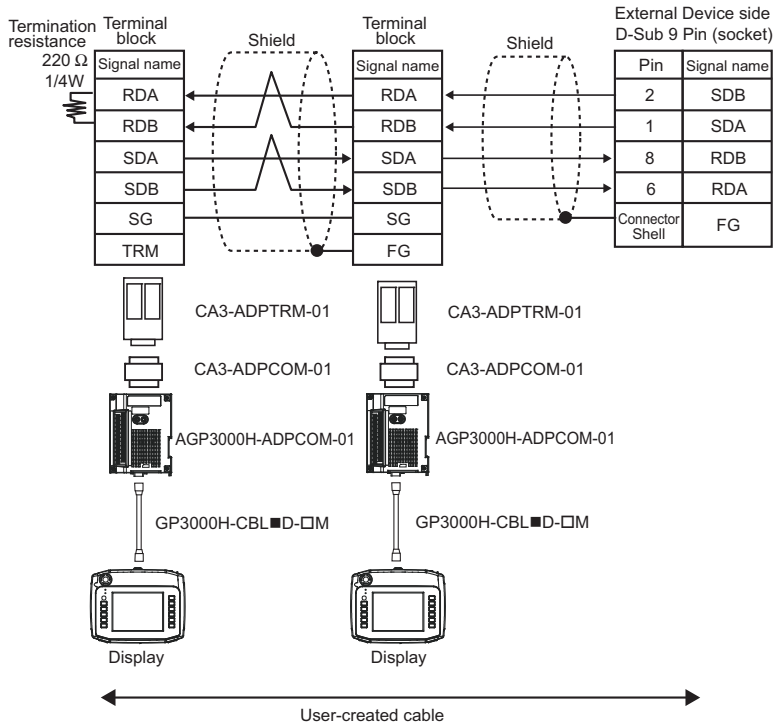 Termination
resistance
220 Ω
1/4W
Terminal
block
Signal name
RDA
RDB
SDA
SDB
SG
TRM
Shield
Terminal
block
Signal name
RDA
RDB
SDA
SDB
SG
FG
Shield
External Device side
D-Sub 9 Pin (socket)
Pin Signal name
2 SDB
1 SDA
8 RDB
6 RDA
Connector
Shell
FG
CA3-ADPTRM-01
CA3-ADPTRM-01
CA3-ADPCOM-01
CA3-ADPCOM-01
AGP3000H-ADPCOM-01
AGP3000H-ADPCOM-01
GP3000H-CBL■D-□M
GP3000H-CBL■D-□M
Display
Display
User-created cable